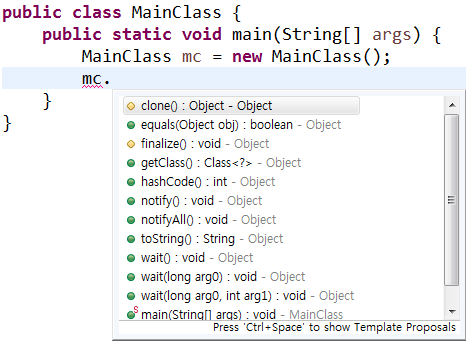 public class MainClass {
public static void main(String[] args) {
MainClass mc = new MainClass();
mc.
}
}
clone() : Object - Object
equals(Object obj) : boolean - Object
finalize() : void - Object
getClass() : Class<?> - Object
hashCode() : int - Object
notify() : void - Object
notifyAll() : void - Object
toString() : String - Object
wait() : void - Object
wait(long arg0) : void - Object
wait(long arg0, int arg1) : void - Object
S main(String[] args) : void - MainClass
Press 'Ctrl+Space' to show Template Proposals